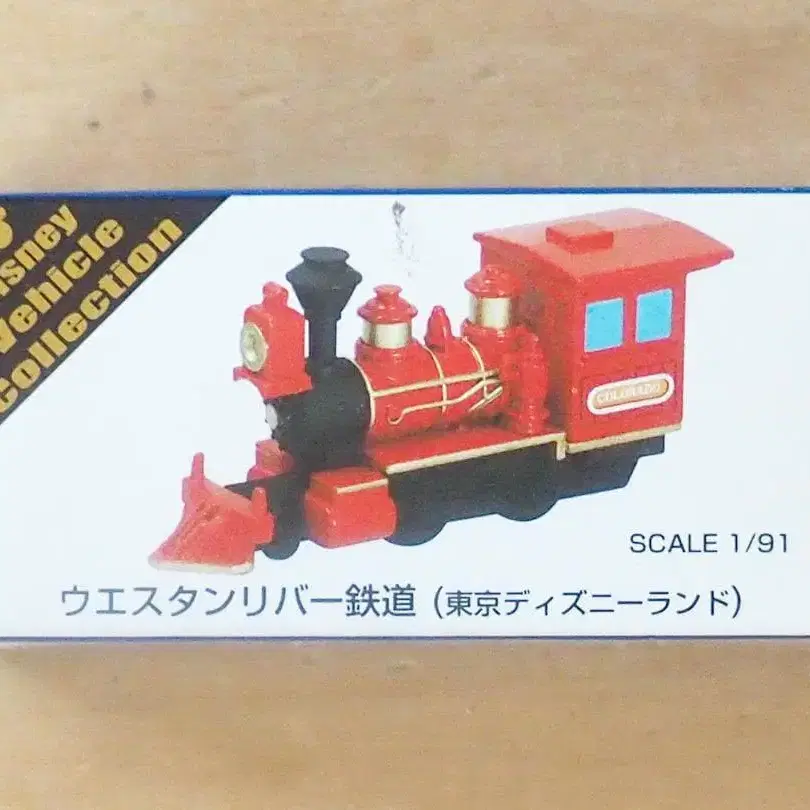 isney
Vehicle
Collection
COLORADO
SCALE 1/91
ウエスタンリバー鉄道 (東京ディズニーランド)